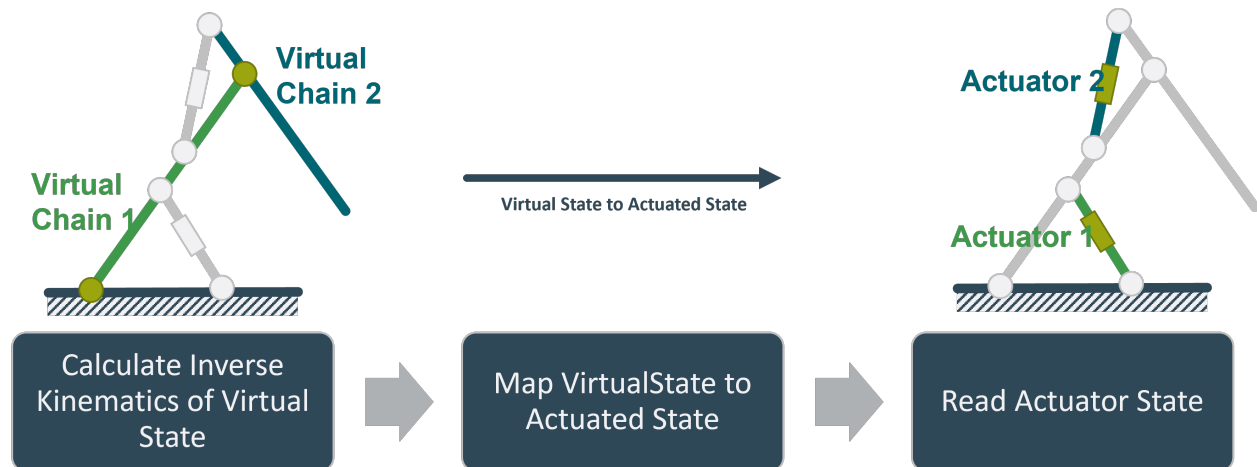 Virtual
Chain 2
Virtual
Chain 1
Virtual State to Actuated State
Actuator 2
Actuator 1
Calculate Inverse
Kinematics of Virtual
State
Map VirtualState to
Actuated State
Read Actuator State